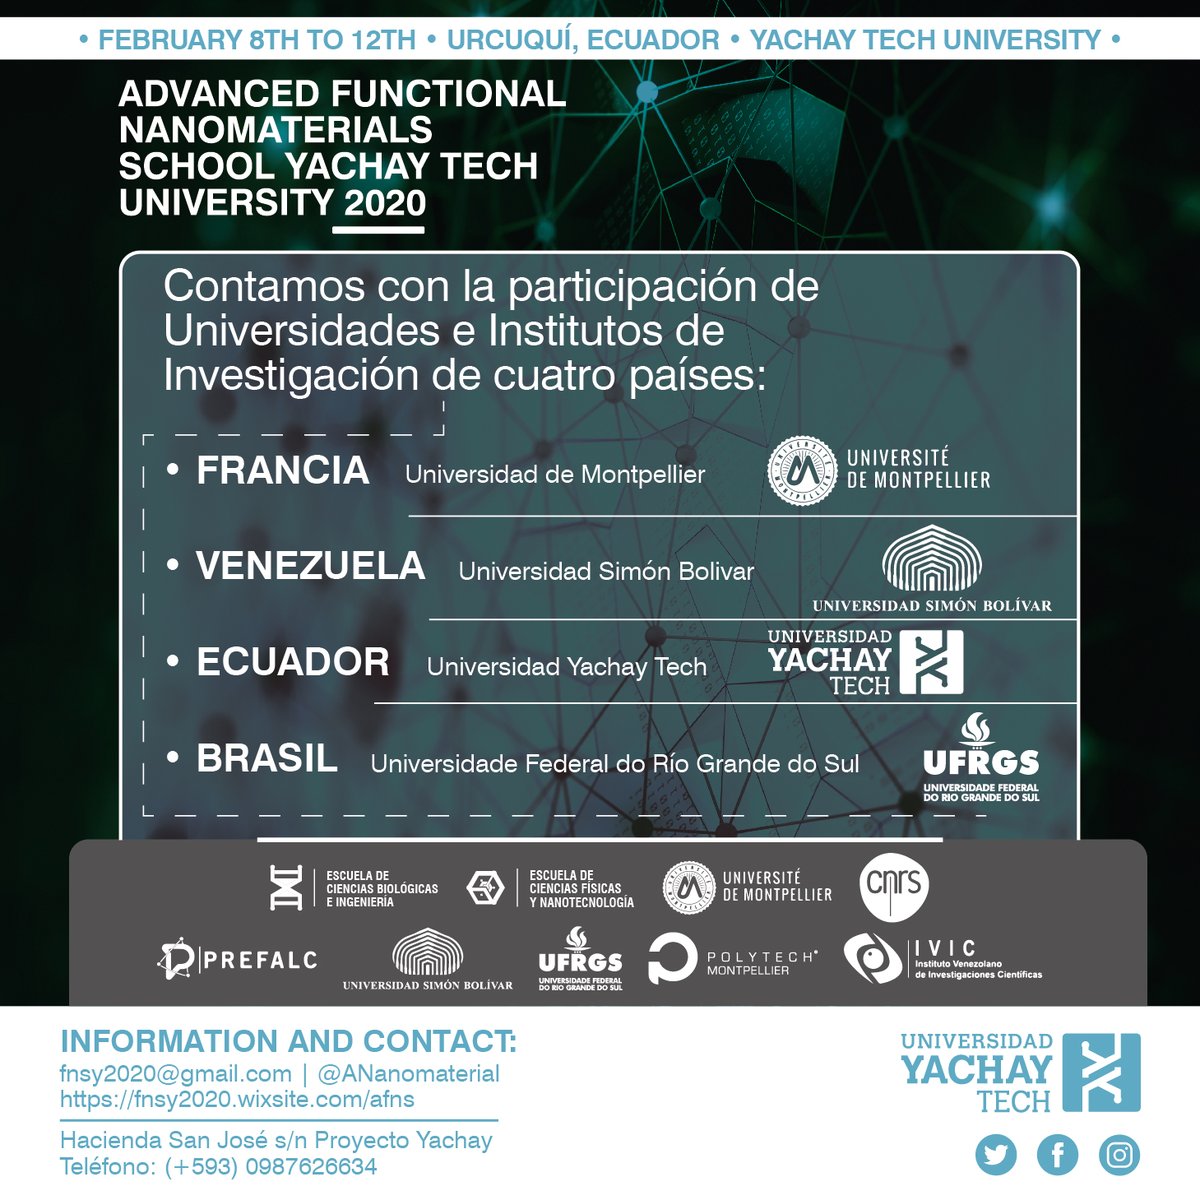 • FEBRUARY 8TH TO 12TH • URCUQUÍ, ECUADOR • YACHAY TECH UNIVERSITY •
ADVANCED FUNCTIONAL
NANOMATERIALS
SCHOOL YACHAY TECH
UNIVERSITY 2020
Contamos con la participación de
Universidades e Institutos de
Investigación de cuatro países:
• FRANCIA Universidad de Montpellier
UNIVERSITÉ
DE MONTPELLIER
• VENEZUELA Universidad Simón Bolivar
UNIVERSIDAD SIMÓN BOLÍVAR
• ECUADOR Universidad Yachay Tech
UNIVERSIDAD
YACHAY
TECH
• BRASIL Universidade Federal do Río Grande do Sul
UFRGS
UNIVERSIDADE FEDERAL
DO RIO GRANDE DO SUL
ESCUELA DE
CIENCIAS BIOLÓGICAS
E INGENIERÍA
ESCUELA DE
CIENCIAS FÍSICAS
Y NANOTECNOLOGÍA
UNIVERSITÉ
DE MONTPELLIER
cnrs
PREFALC
UNIVERSIDAD SIMÓN BOLÍVAR
UFRGS
UNIVERSIDADE FEDERAL
DO RIO GRANDE DO SUL
POLYTECH
MONTPELLIER
IVIC
Instituto Venezolano
de Investigaciones Científicas
INFORMATION AND CONTACT:
fnsy2020@gmail.com | @ANanomaterial
https://fnsy2020.wixsite.com/afns
Hacienda San José s/n Proyecto Yachay
Teléfono: (+593) 0987626634
UNIVERSIDAD
YACHAY
TECH